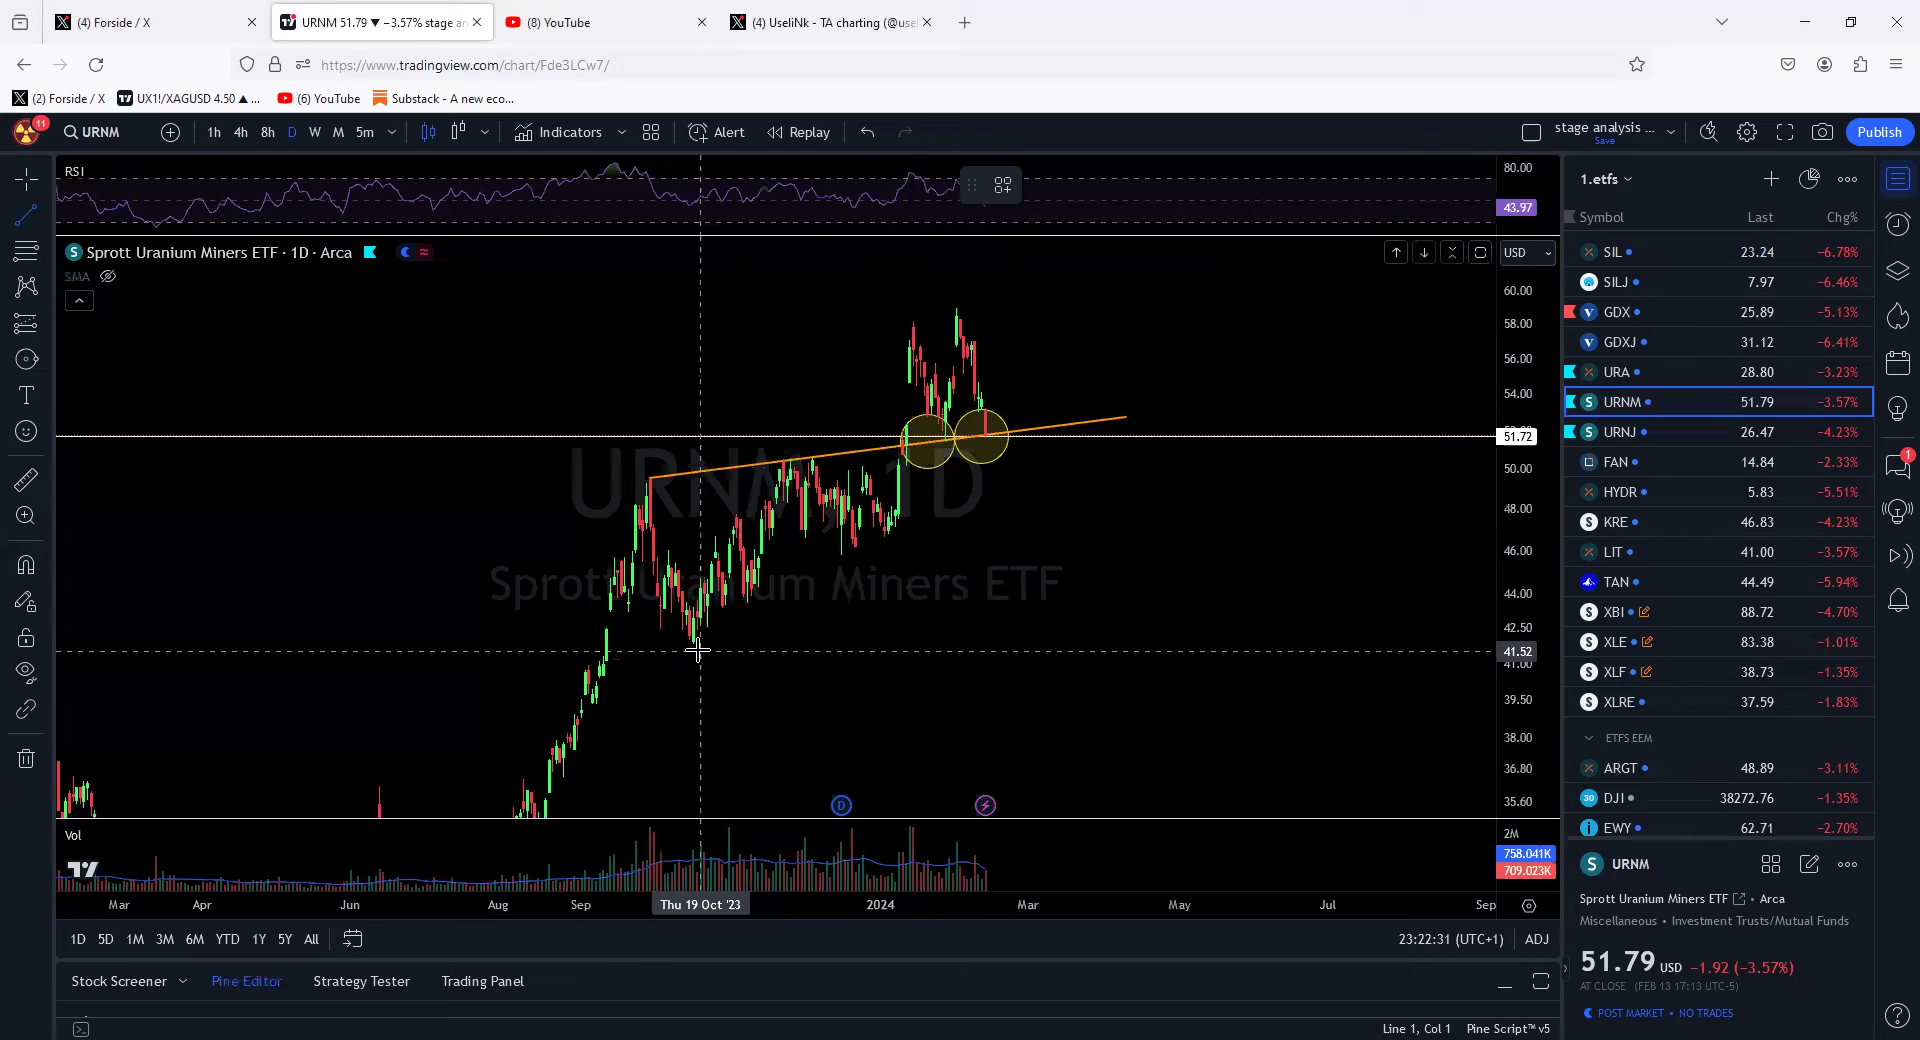 (4) Forside / X
URNM 51.79 ▼ −3.57% stage an
(8) YouTube
(4) UseliNk - TA charting (@use
https://www.tradingview.com/chart/Fde3LCw7/
(2) Forside / X
UX1!/XAGUSD 4.50 ▲ ...
(6) YouTube
Substack - A new eco...
11
URNM
1h 4h 8h D W M 5m
Indicators
Alert
Replay
stage analysis ...
Save
Publish
RSI
80.00
43.97
Sprott Uranium Miners ETF · 1D · Arca
SMA
USD
60.00
58.00
56.00
54.00
51.72
50.00
48.00
46.00
44.00
42.50
41.52
41.00
39.50
38.00
36.80
35.60
URNM, 1D
Sprott Uranium Miners ETF
D
Vol
2M
758.041K
709.023K
Mar Apr Jun Aug Sep Thu 19 Oct '23 2024 Mar May Jul Sep
1D 5D 1M 3M 6M YTD 1Y 5Y All
23:22:31 (UTC+1) ADJ
Stock Screener
Pine Editor
Strategy Tester
Trading Panel
Line 1, Col 1 Pine Script™ v5
1.etfs
Symbol Last Chg%
SIL 23.24 −6.78%
SILJ 7.97 −6.46%
GDX 25.89 −5.13%
GDXJ 31.12 −6.41%
URA 28.80 −3.23%
URNM 51.79 −3.57%
URNJ 26.47 −4.23%
FAN 14.84 −2.33%
HYDR 5.83 −5.51%
KRE 46.83 −4.23%
LIT 41.00 −3.57%
TAN 44.49 −5.94%
XBI 88.72 −4.70%
XLE 83.38 −1.01%
XLF 38.73 −1.35%
XLRE 37.59 −1.83%
ETFS EEM
ARGT 48.89 −3.11%
DJI 38272.76 −1.35%
EWY 62.71 −2.70%
URNM
Sprott Uranium Miners ETF • Arca
Miscellaneous • Investment Trusts/Mutual Funds
51.79 USD −1.92 (−3.57%)
AT CLOSE (FEB 13 17:13 UTC-5)
POST MARKET • NO TRADES
1